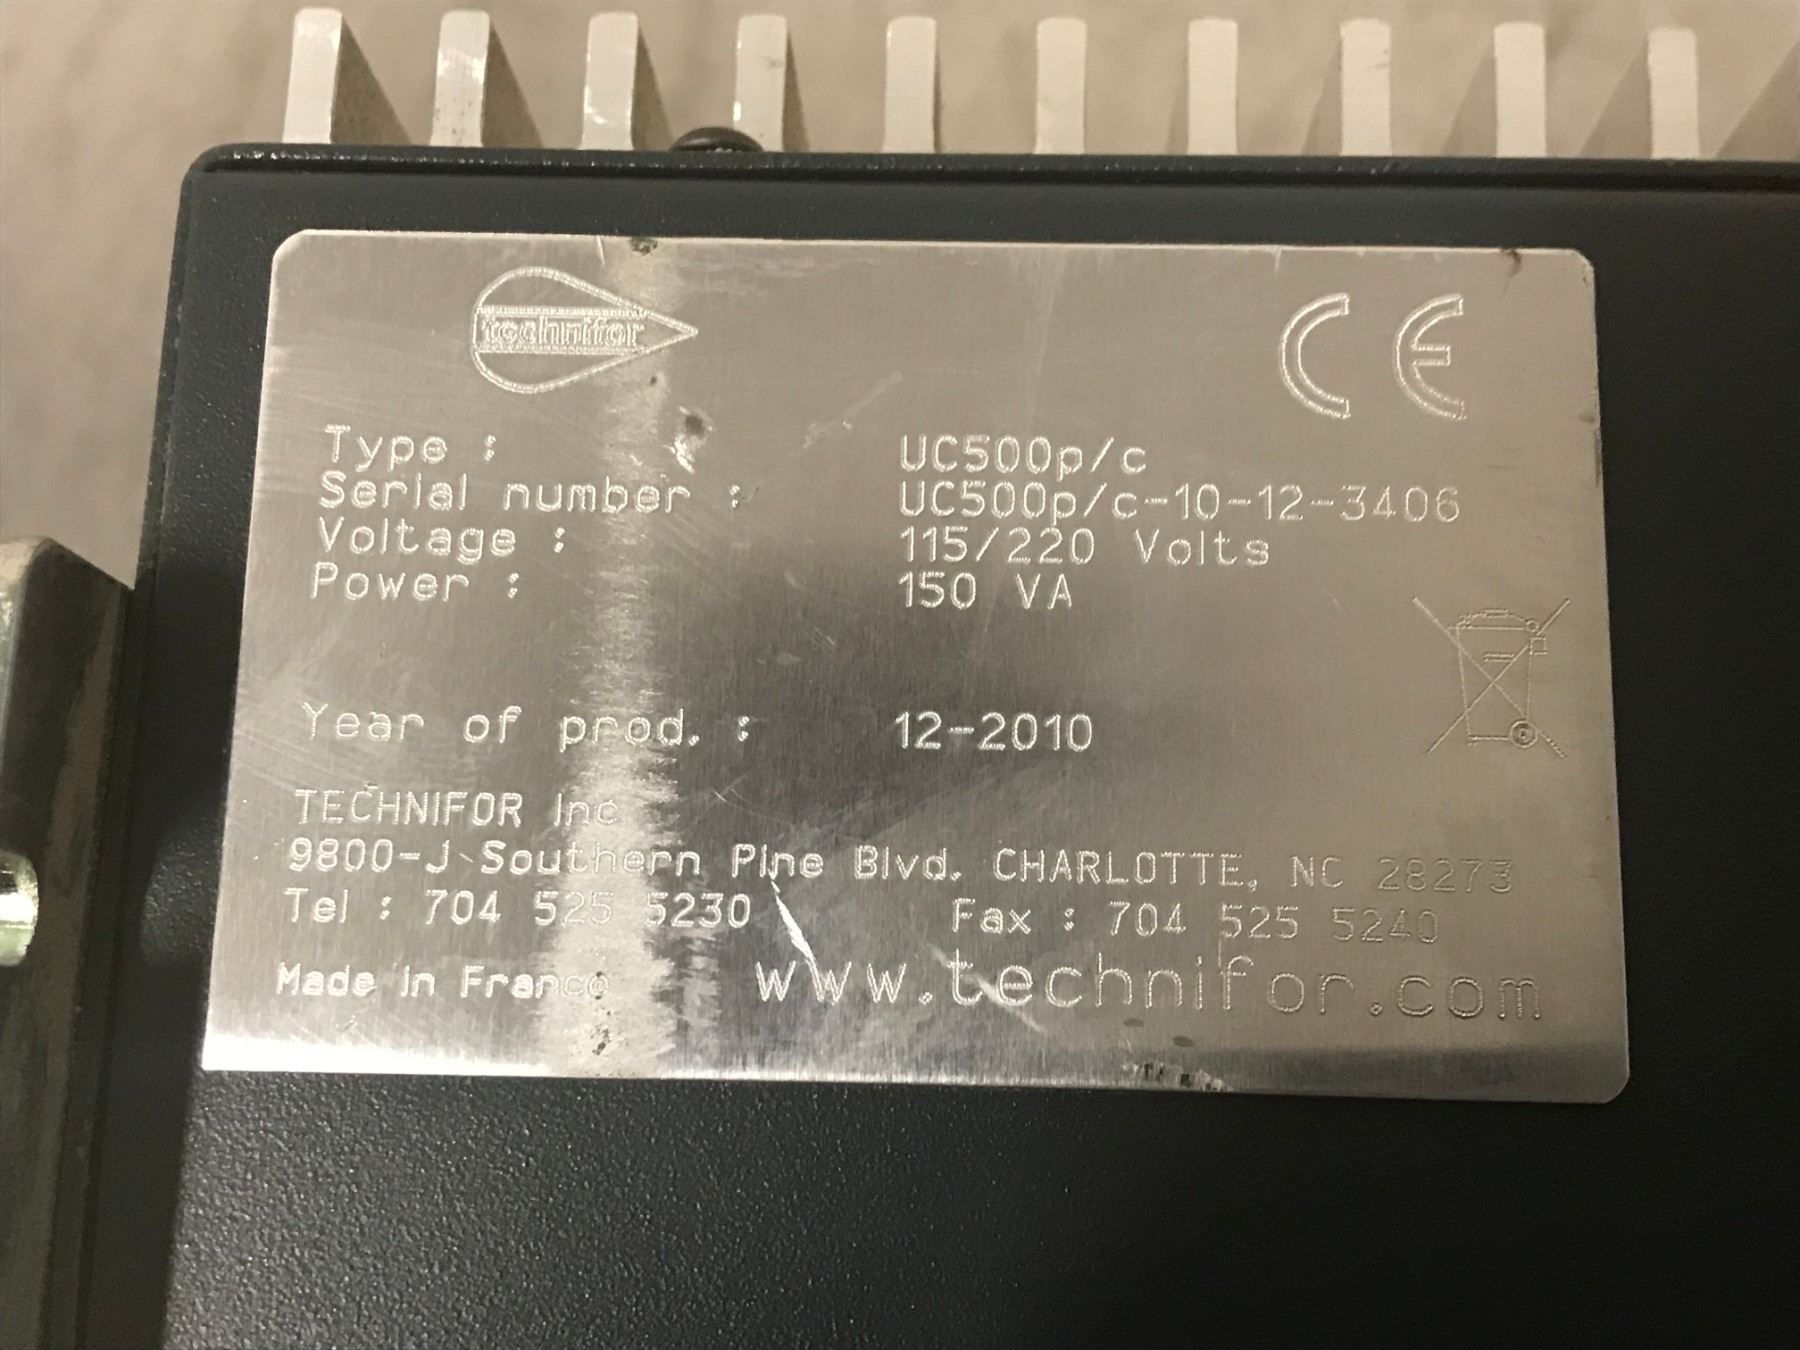 technifor
CE
Type : UC500p/c
Serial number : UC500p/c-10-12-3406
Voltage : 115/220 Volts
Power : 150 VA
Year of prod. : 12-2010
TECHNIFOR Inc
9800-J Southern Pine Blvd. CHARLOTTE, NC 28273
Tel : 704 525 5230 Fax : 704 525 5240
Made in France www.technifor.com